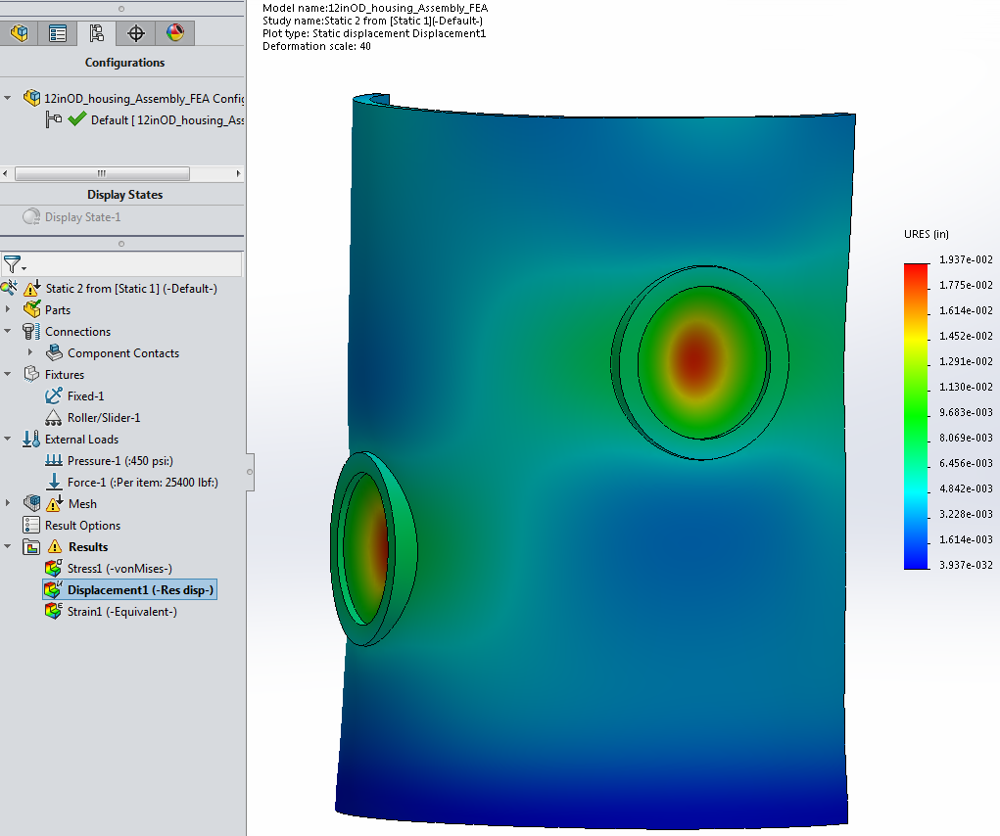 Model name:12inOD_housing_Assembly_FEA
Study name:Static 2 from [Static 1](-Default-)
Plot type: Static displacement Displacement1
Deformation scale: 40
Configurations
12inOD_housing_Assembly_FEA Config
Default [ 12inOD_housing_Ass
Display States
Display State-1
Static 2 from [Static 1] (-Default-)
Parts
Connections
Component Contacts
Fixtures
Fixed-1
Roller/Slider-1
External Loads
Pressure-1 (:450 psi:)
Force-1 (:Per item: 25400 lbf:)
Mesh
Result Options
Results
Stress1 (-vonMises-)
Displacement1 (-Res disp-)
Strain1 (-Equivalent-)
URES (in)
1.937e-002
1.775e-002
1.614e-002
1.452e-002
1.291e-002
1.130e-002
9.683e-003
8.069e-003
6.456e-003
4.842e-003
3.228e-003
1.614e-003
3.937e-032